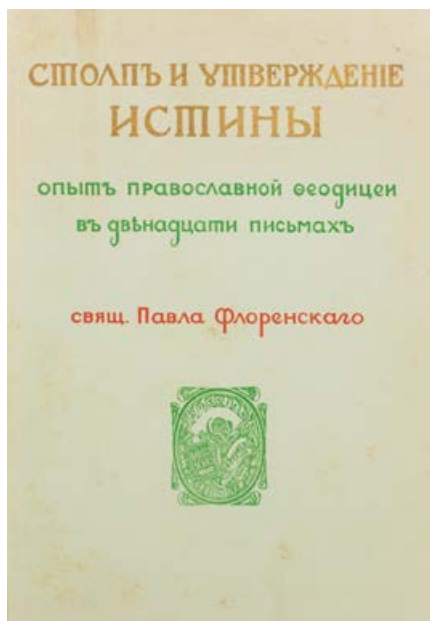 СТОЛПЪ И УТВЕРЖДЕНІЕ
ИСТИНЫ
ОПЫТЪ ПРАВОСЛАВНОЙ ѲЕОДИЦЕИ
ВЪ ДВѢНАДЦАТИ ПИСЬМАХЪ
СВЯЩ. ПАВЛА ФЛОРЕНСКАГО